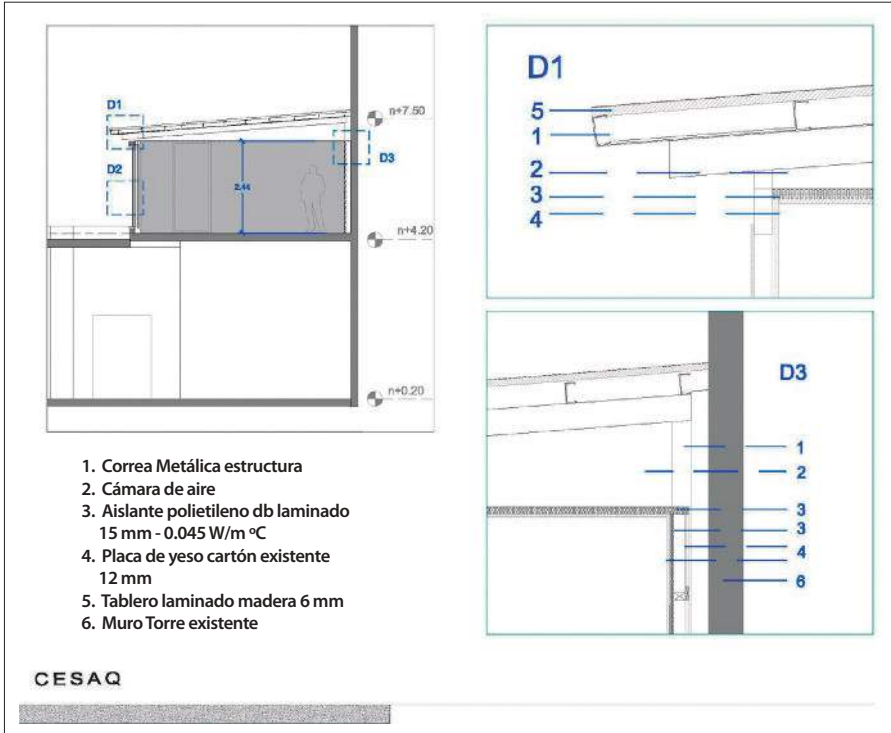 D1
D2
D3
2.44
n+7.50
n+4.20
n+0.20
1. Correa Metálica estructura
2. Cámara de aire
3. Aislante polietileno db laminado
15 mm - 0.045 W/m ºC
4. Placa de yeso cartón existente
12 mm
5. Tablero laminado madera 6 mm
6. Muro Torre existente
D1
5
1
2
3
4
D3
1
2
3
3
4
6
CESAQ